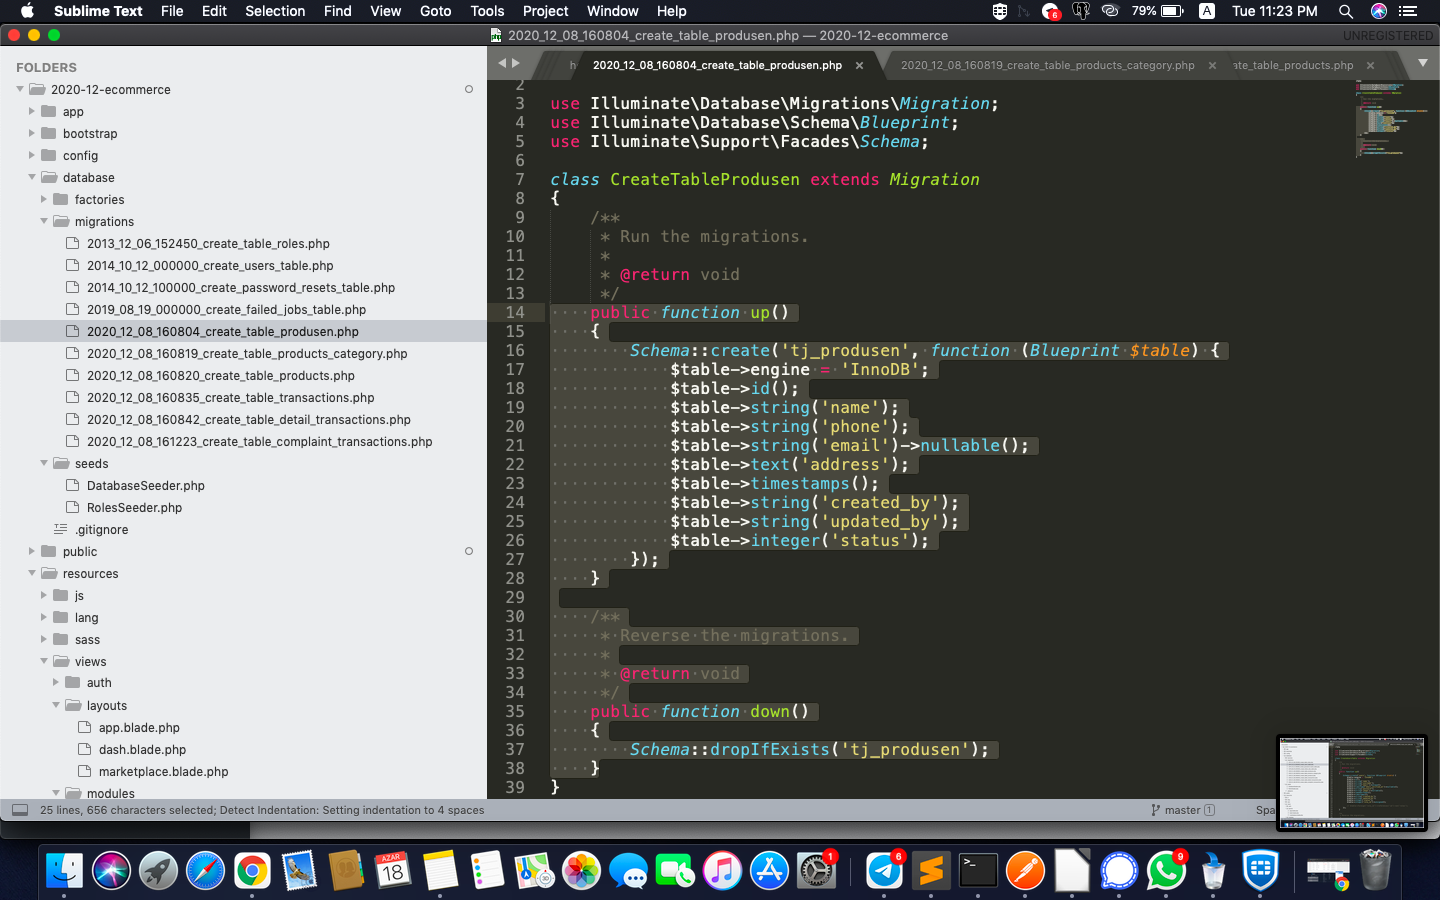 Sublime Text File Edit Selection Find View Goto Tools Project Window Help 6 79% A Tue 11:23 PM
2020_12_08_160804_create_table_produsen.php — 2020-12-ecommerce UNREGISTERED
FOLDERS
2020-12-ecommerce
app
bootstrap
config
database
factories
migrations
2013_12_06_152450_create_table_roles.php
2014_10_12_000000_create_users_table.php
2014_10_12_100000_create_password_resets_table.php
2019_08_19_000000_create_failed_jobs_table.php
2020_12_08_160804_create_table_produsen.php
2020_12_08_160819_create_table_products_category.php
2020_12_08_160820_create_table_products.php
2020_12_08_160835_create_table_transactions.php
2020_12_08_160842_create_table_detail_transactions.php
2020_12_08_161223_create_table_complaint_transactions.php
seeds
DatabaseSeeder.php
RolesSeeder.php
.gitignore
public
resources
js
lang
sass
views
auth
layouts
app.blade.php
dash.blade.php
marketplace.blade.php
modules
h 2020_12_08_160804_create_table_produsen.php × 2020_12_08_160819_create_table_products_category.php × ate_table_products.php ×
2
3 use Illuminate\Database\Migrations\Migration;
4 use Illuminate\Database\Schema\Blueprint;
5 use Illuminate\Support\Facades\Schema;
6
7 class CreateTableProdusen extends Migration
8 {
9 /**
10 * Run the migrations.
11 *
12 * @return void
13 */
14 public function up()
15 {
16 Schema::create('tj_produsen', function (Blueprint $table) {
17 $table->engine = 'InnoDB';
18 $table->id();
19 $table->string('name');
20 $table->string('phone');
21 $table->string('email')->nullable();
22 $table->text('address');
23 $table->timestamps();
24 $table->string('created_by');
25 $table->string('updated_by');
26 $table->integer('status');
27 });
28 }
29
30 /**
31 * Reverse the migrations.
32 *
33 * @return void
34 */
35 public function down()
36 {
37 Schema::dropIfExists('tj_produsen');
38 }
39 }
25 lines, 656 characters selected; Detect Indentation: Setting indentation to 4 spaces master 1 Spa
AZAR
18
1
6
9